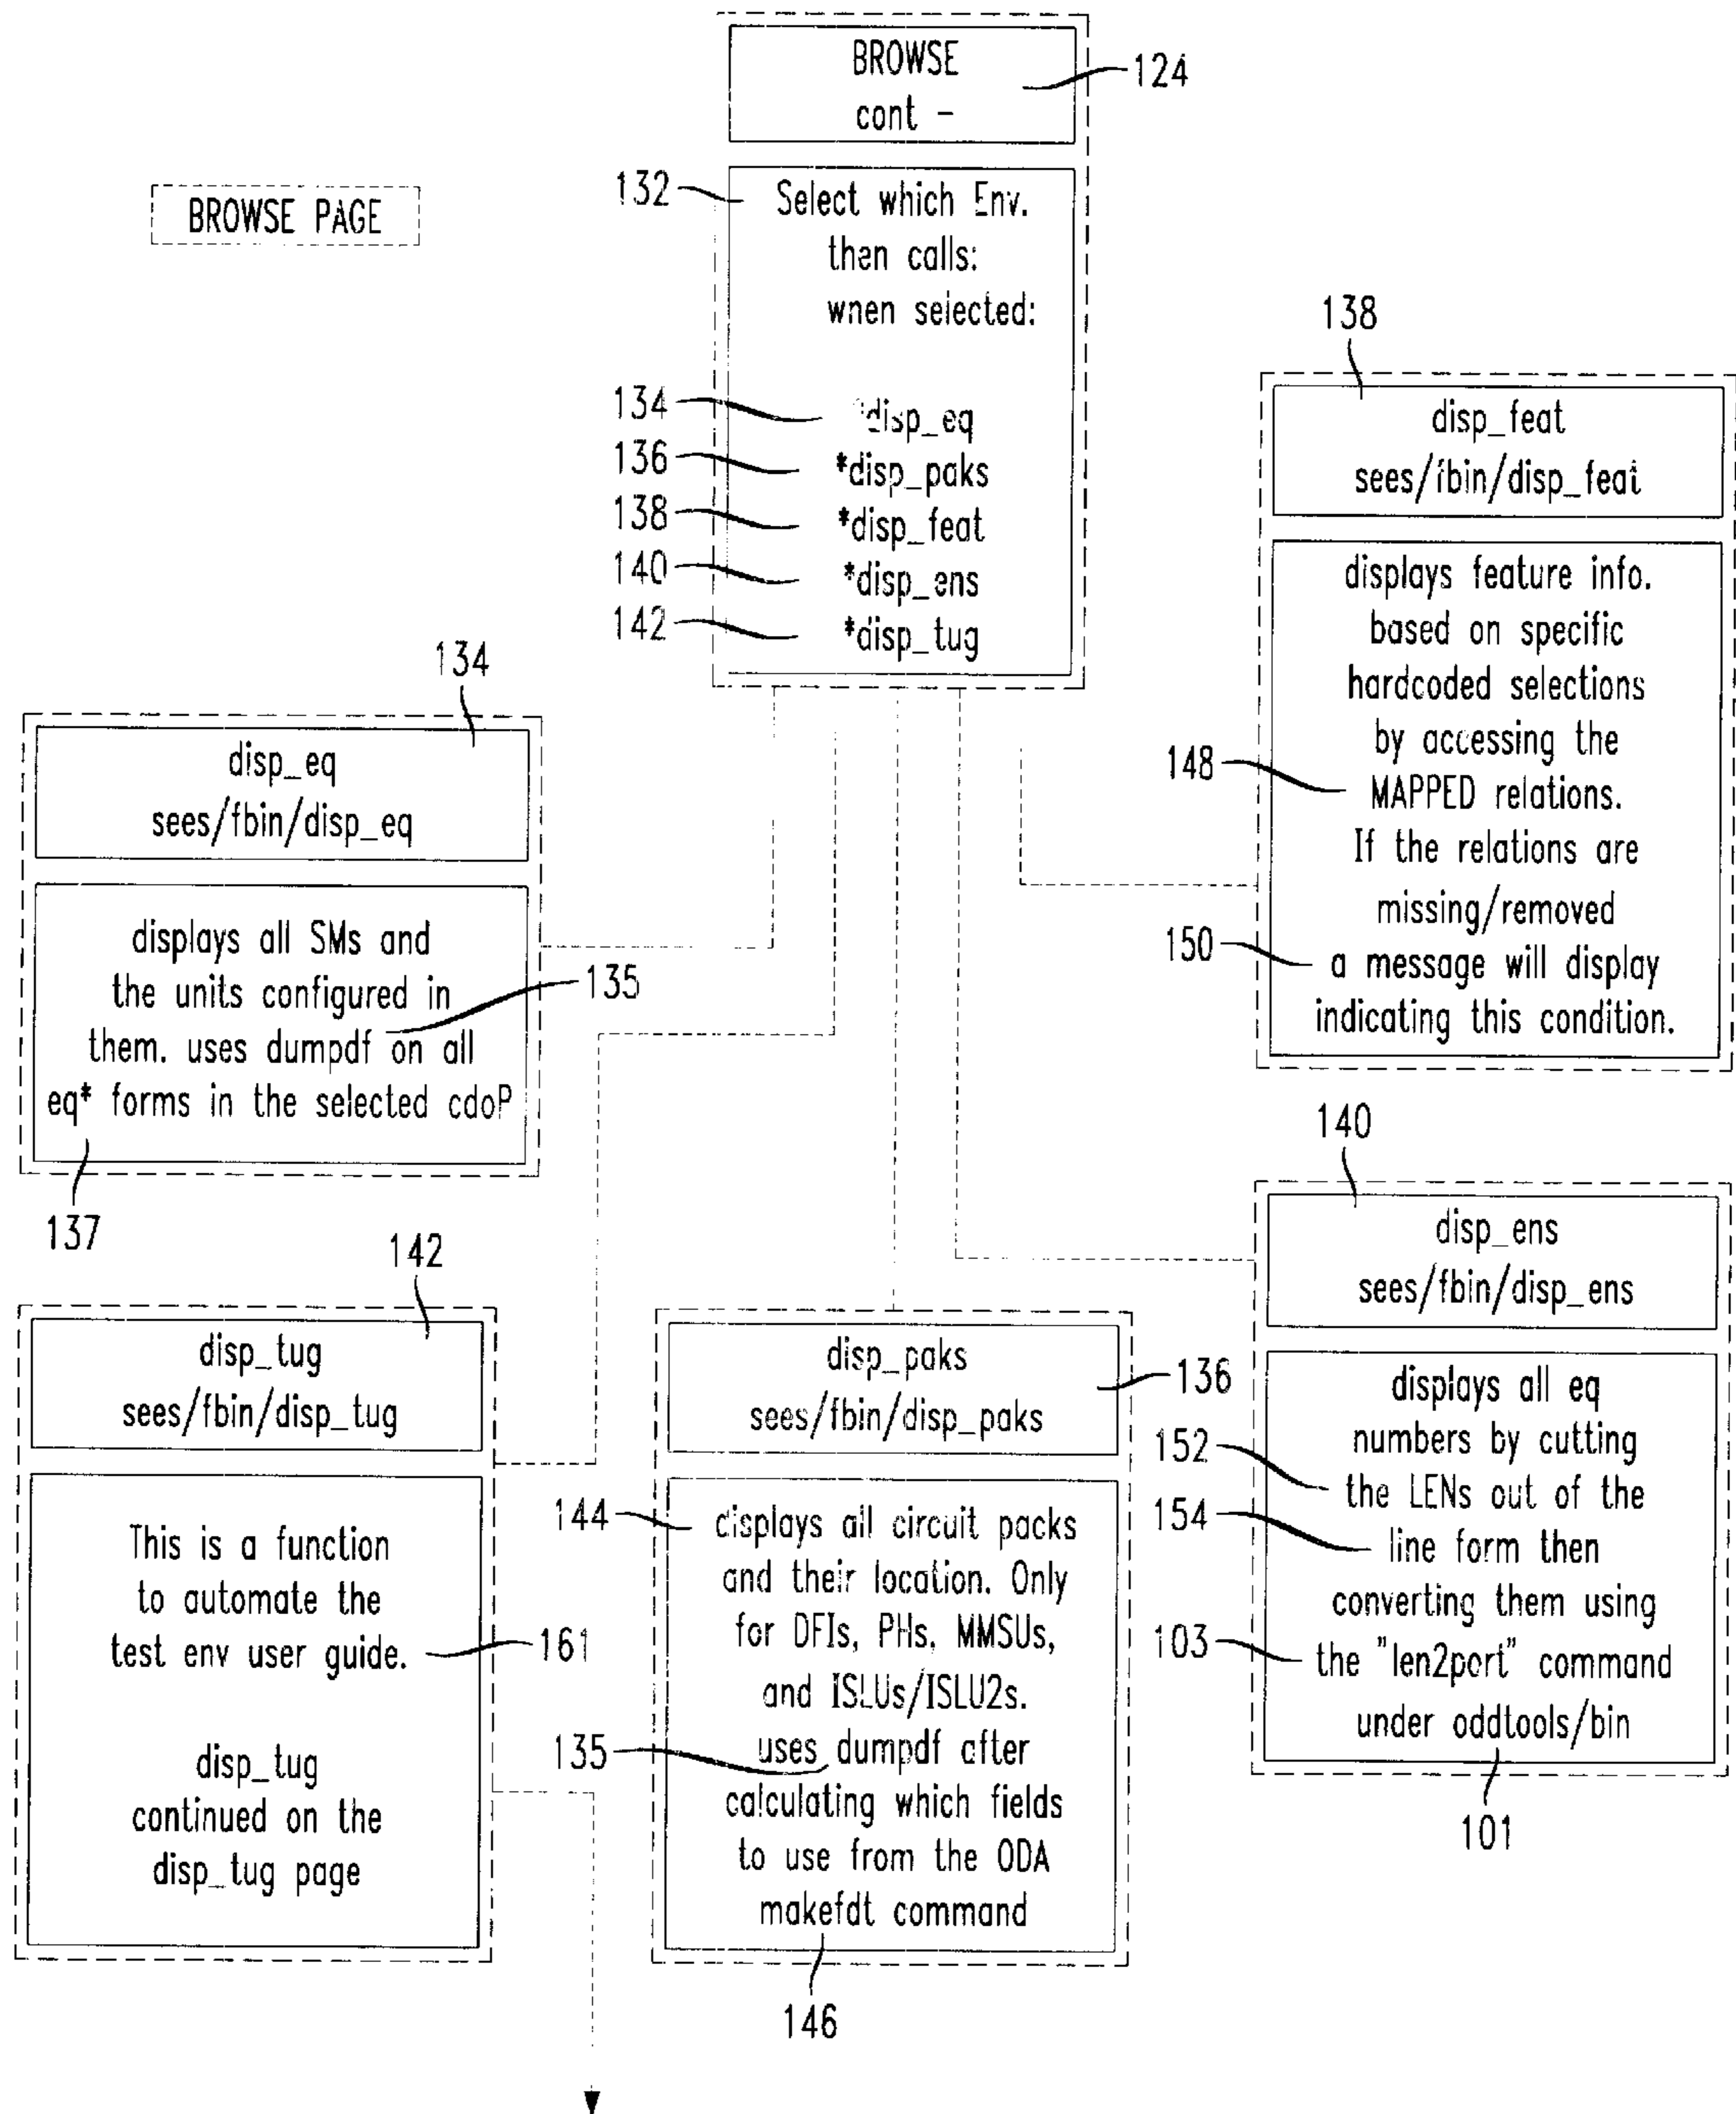 BROWSE
cont -
124
BROWSE PAGE
132
Select which Env.
then calls:
wnen selected:
134
*disp_eq
136
*disp_paks
138
*disp_feat
140
*disp_ens
142
*disp_tug
138
disp_feat
sees/fbin/disp_feat
displays feature info.
based on specific
hardcoded selections
by accessing the
148
MAPPED relations.
If the relations are
missing/removed
150
a message will display
indicating this condition.
134
disp_eq
sees/fbin/disp_eq
displays all SMs and
the units configured in
135
them. uses dumpdf on all
eq* forms in the selected cdoP
137
140
disp_ens
sees/fbin/disp_ens
displays all eq
numbers by cutting
152
the LENs out of the
154
line form then
converting them using
103
the "len2port" command
under oddtools/bin
101
142
disp_tug
sees/fbin/disp_tug
This is a function
to automate the
test env user guide.
161
disp_tug
continued on the
disp_tug page
disp_paks
sees/fbin/disp_paks
136
144
displays all circuit packs
and their location. Only
for DFIs, PHs, MMSUs,
and ISLUs/ISLU2s.
135
uses dumpdf after
calculating which fields
to use from the ODA
makefdt command
146